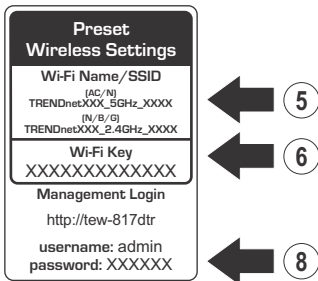 Preset
Wireless Settings
Wi-Fi Name/SSID
(AC/N)
TRENDnetXXX_5GHz_XXXX
(N/B/G)
TRENDnetXXX_2.4GHz_XXXX
5
Wi-Fi Key
XXXXXXXXXXXXX
6
Management Login
http://tew-817dtr
username: admin
password: XXXXXX
8